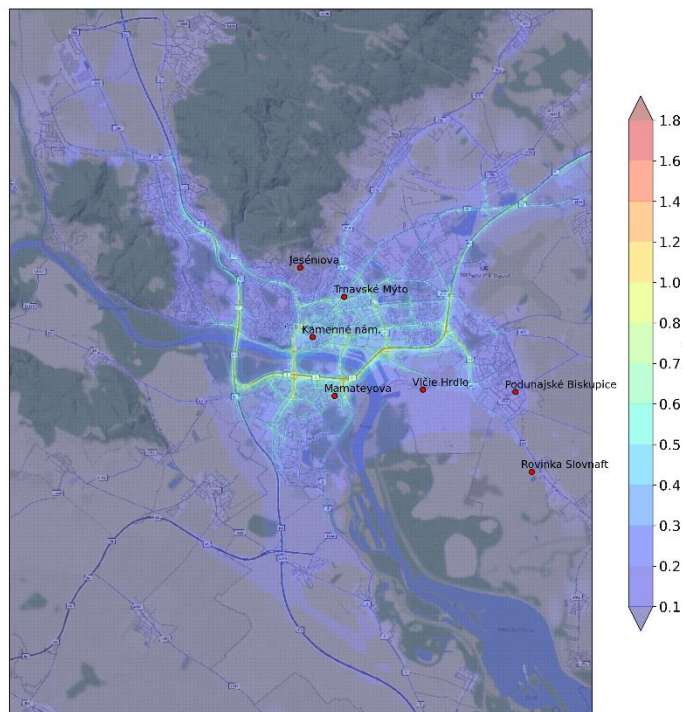 Jeséniova
Trnavské Mýto
Kamenné nám.
Mamateyova
Vlčie Hrdlo
Podunajské Biskupice
Rovinka Slovnaft
1.8
1.6
1.4
1.2
1.0
0.8
0.7
0.6
0.5
0.4
0.3
0.2
0.1